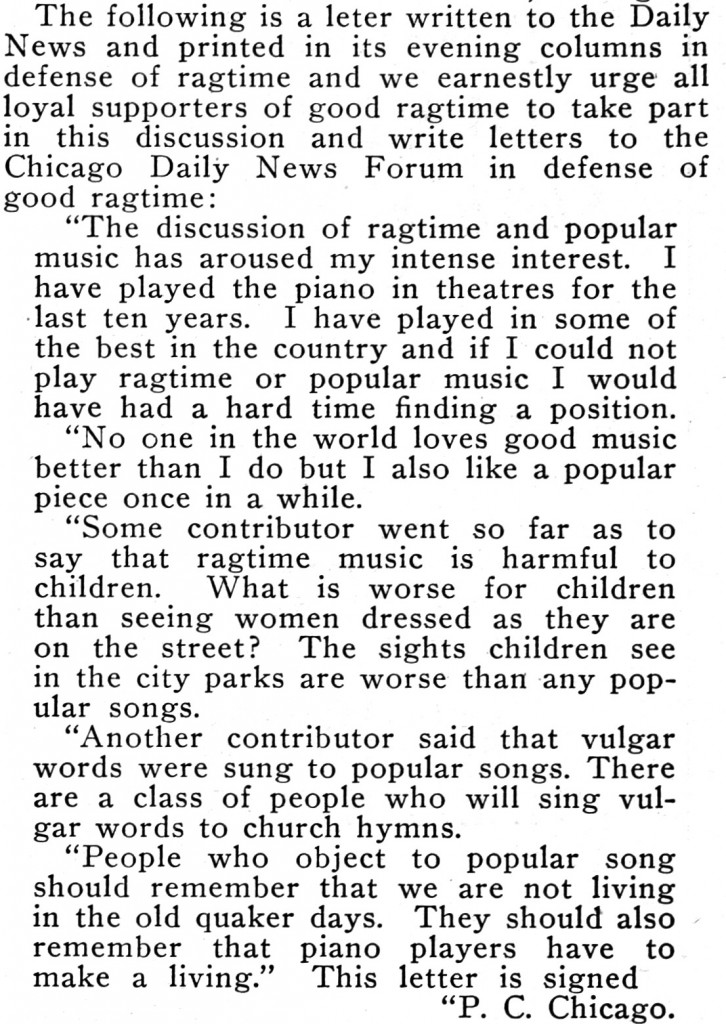 The following is a leter written to the Daily
News and printed in its evening columns in
defense of ragtime and we earnestly urge all
loyal supporters of good ragtime to take part
in this discussion and write letters to the
Chicago Daily News Forum in defense of
good ragtime:
“The discussion of ragtime and popular
music has aroused my intense interest. I
have played the piano in theatres for the
last ten years. I have played in some of
the best in the country and if I could not
play ragtime or popular music I would
have had a hard time finding a position.
“No one in the world loves good music
better than I do but I also like a popular
piece once in a while.
“Some contributor went so far as to
say that ragtime music is harmful to
children. What is worse for children
than seeing women dressed as they are
on the street? The sights children see
in the city parks are worse than any pop-
ular songs.
“Another contributor said that vulgar
words were sung to popular songs. There
are a class of people who will sing vul-
gar words to church hymns.
“People who object to popular song
should remember that we are not living
in the old quaker days. They should also
remember that piano players have to
make a living.” This letter is signed
“P. C. Chicago.